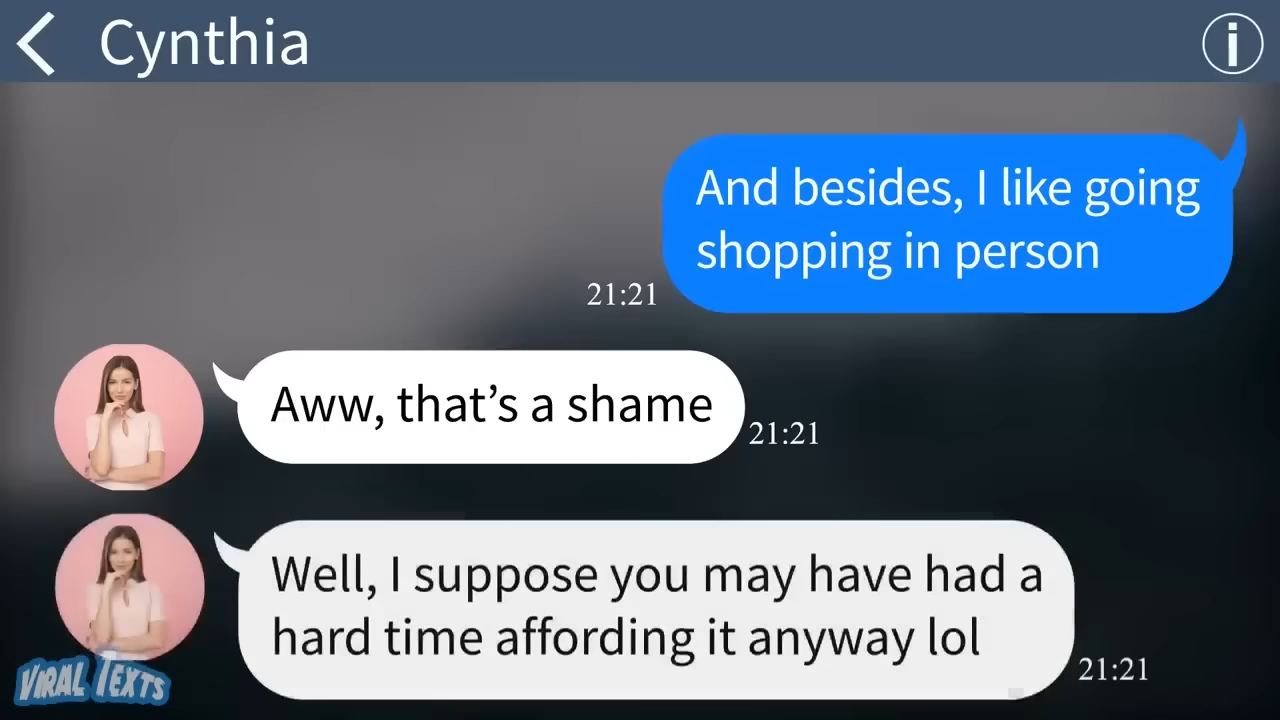 Cynthia
And besides, I like going
shopping in person
21:21
Aww, that’s a shame
21:21
Well, I suppose you may have had a
hard time affording it anyway lol
21:21
VIRAL TEXTS